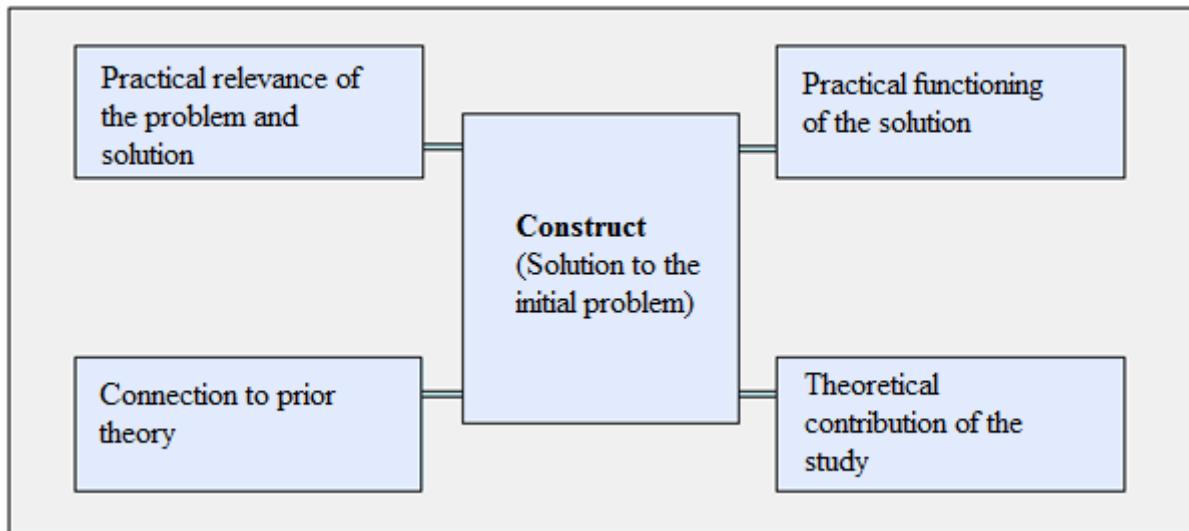 Practical relevance of
the problem and
solution
Practical functioning
of the solution
Construct
(Solution to the
initial problem)
Connection to prior
theory
Theoretical
contribution of the
study